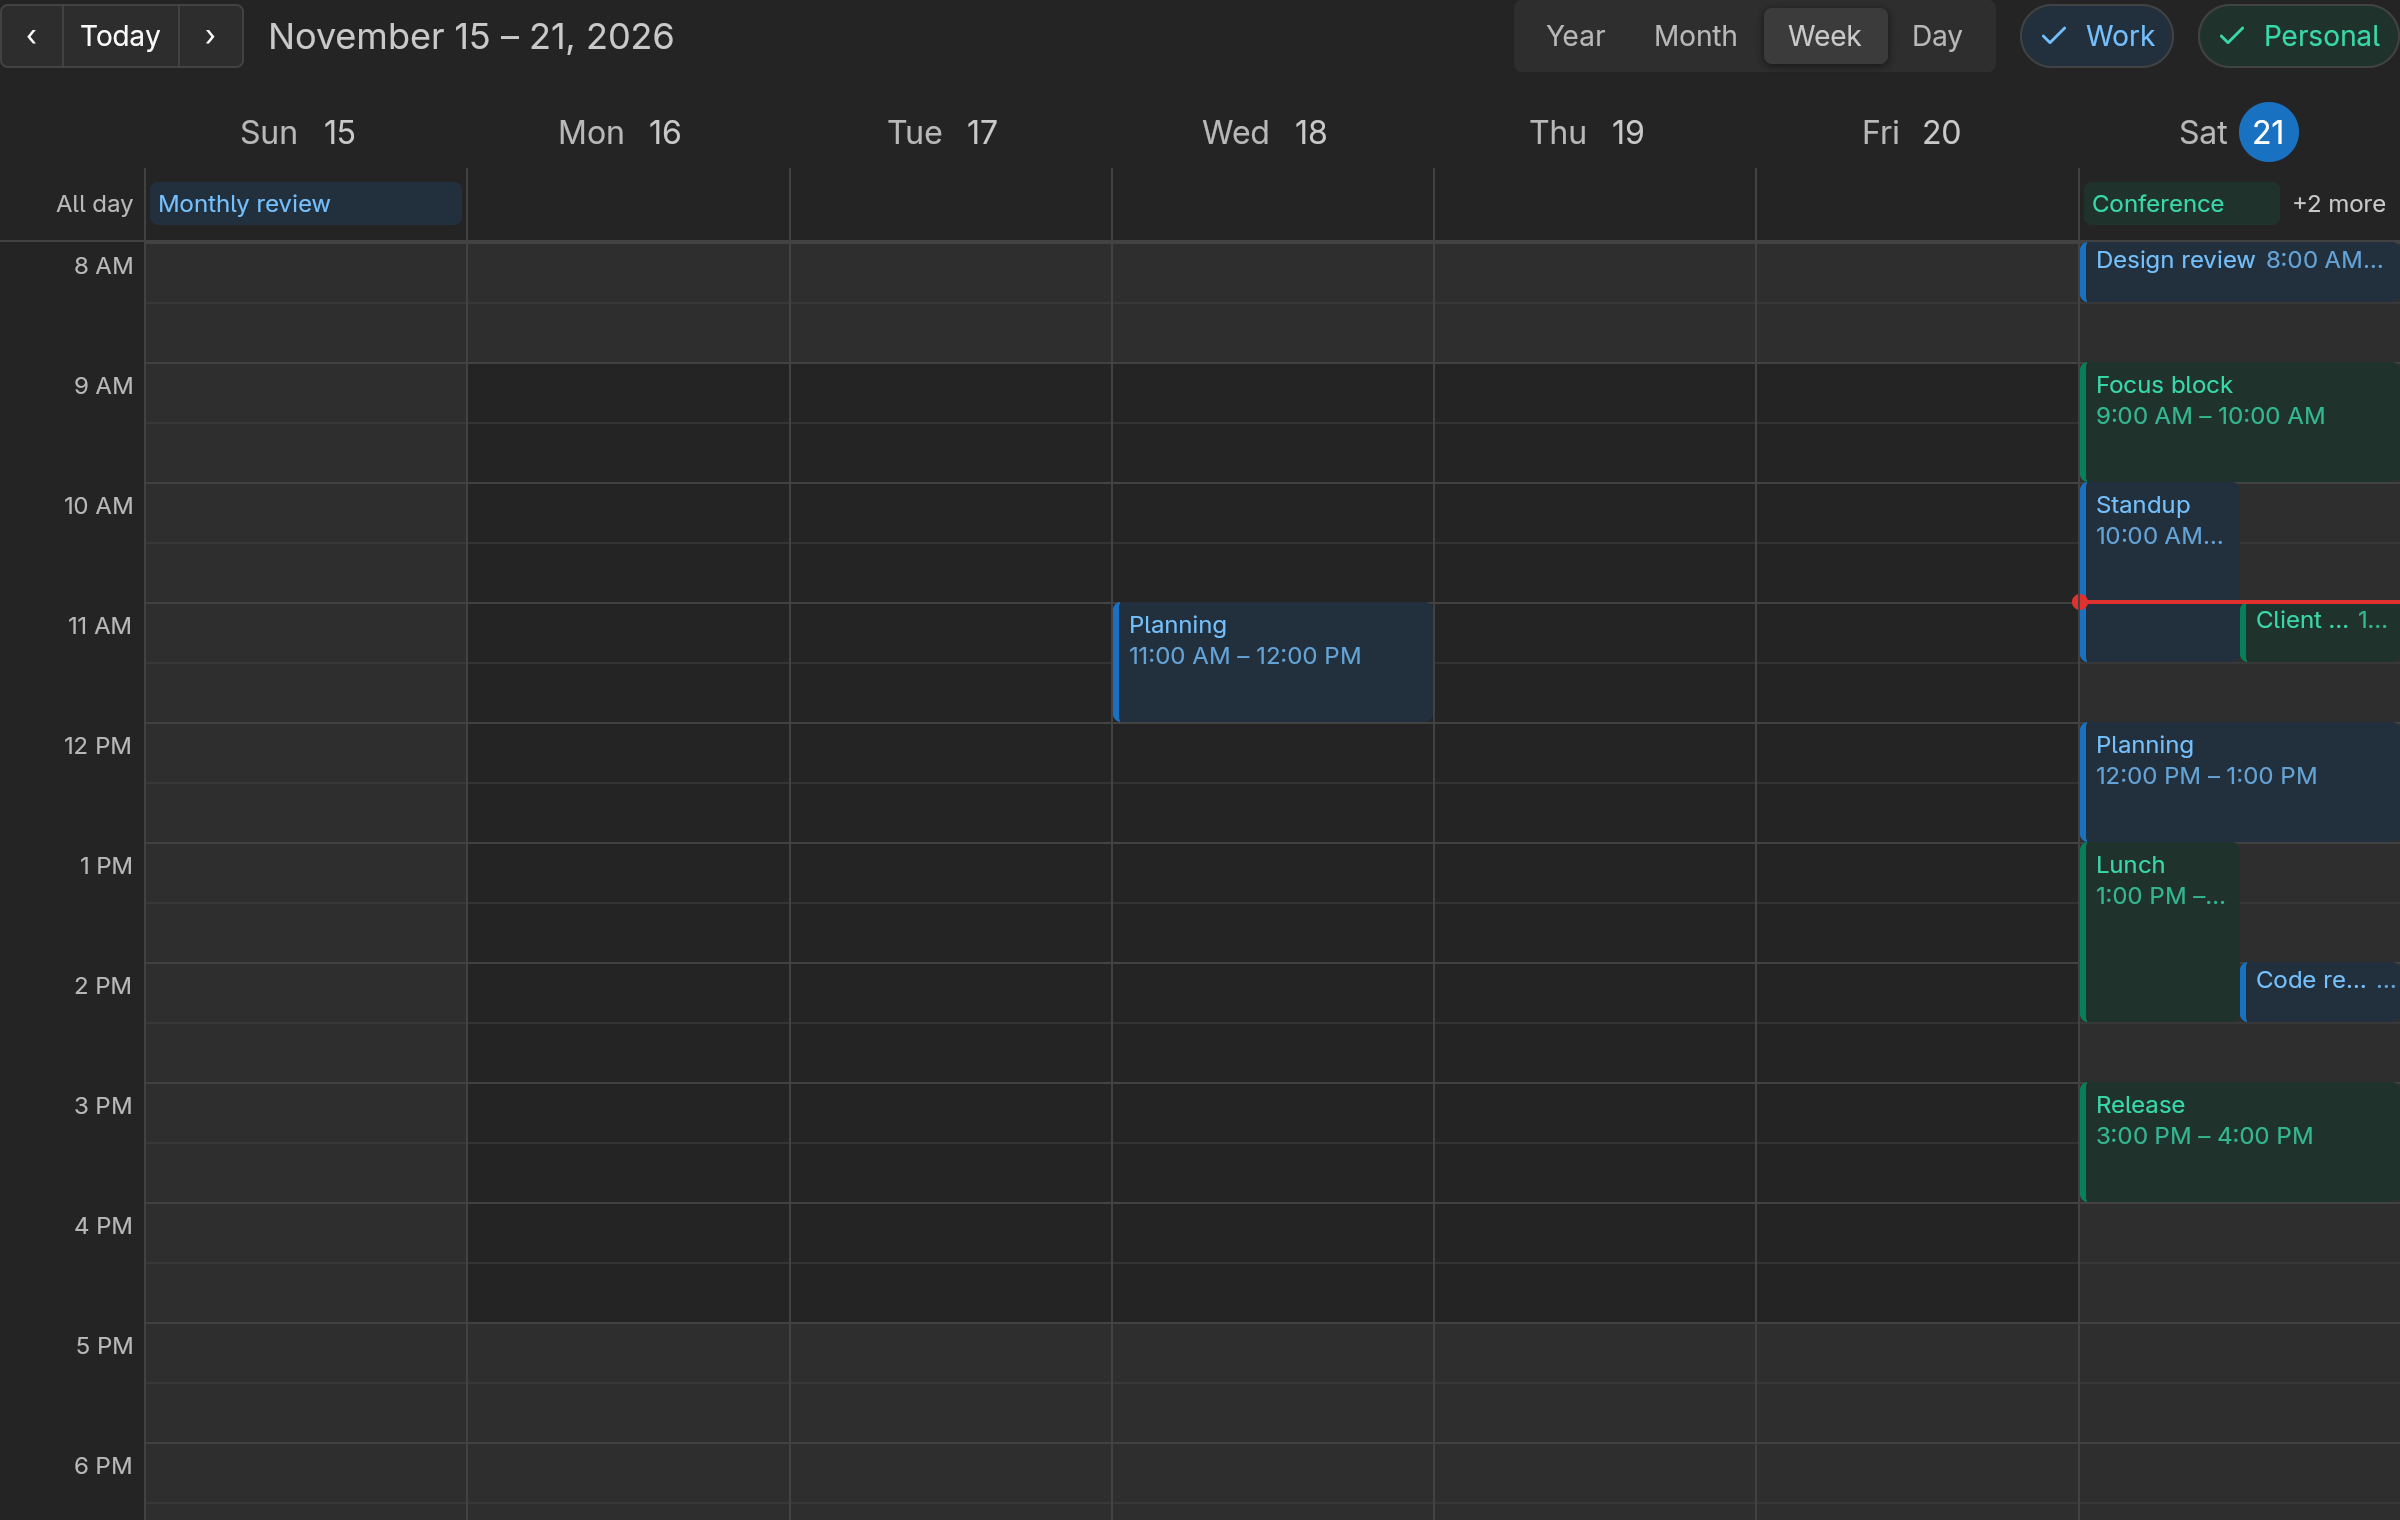 ‹ Today › November 15 – 21, 2026 Year Month Week Day Work Personal
Sun 15 Mon 16 Tue 17 Wed 18 Thu 19 Fri 20 Sat 21
All day Monthly review Conference +2 more
8 AM
Design review 8:00 AM...
9 AM
Focus block
9:00 AM – 10:00 AM
10 AM
Standup
10:00 AM...
11 AM
Planning
11:00 AM – 12:00 PM
Client ... 1...
12 PM
Planning
12:00 PM – 1:00 PM
1 PM
Lunch
1:00 PM –...
2 PM
Code re... ...
3 PM
Release
3:00 PM – 4:00 PM
4 PM
5 PM
6 PM